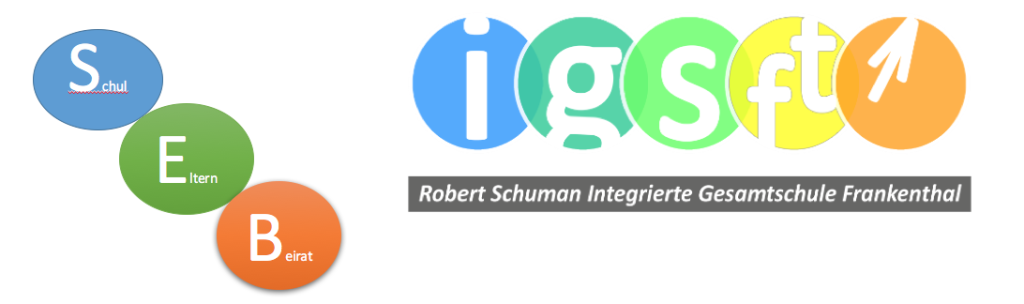 Schul
Eltern
Beirat
igsft
Robert Schuman Integrierte Gesamtschule Frankenthal